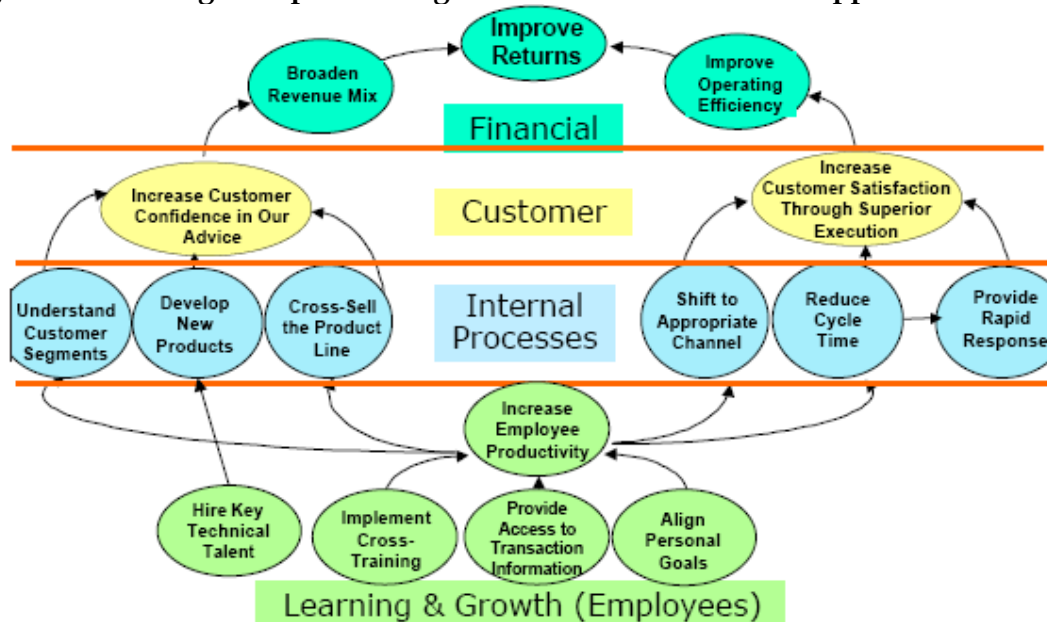 Improve
Returns
Broaden
Revenue Mix
Improve
Operating
Efficiency
Financial
Increase Customer
Confidence in Our
Advice
Customer
Increase
Customer Satisfaction
Through Superior
Execution
Understand
Customer
Segments
Develop
New
Products
Cross-Sell
the Product
Line
Internal
Processes
Shift to
Appropriate
Channel
Reduce
Cycle
Time
Provide
Rapid
Response
Increase
Employee
Productivity
Hire Key
Technical
Talent
Implement
Cross-
Training
Provide
Access to
Transaction
Information
Align
Personal
Goals
Learning & Growth (Employees)